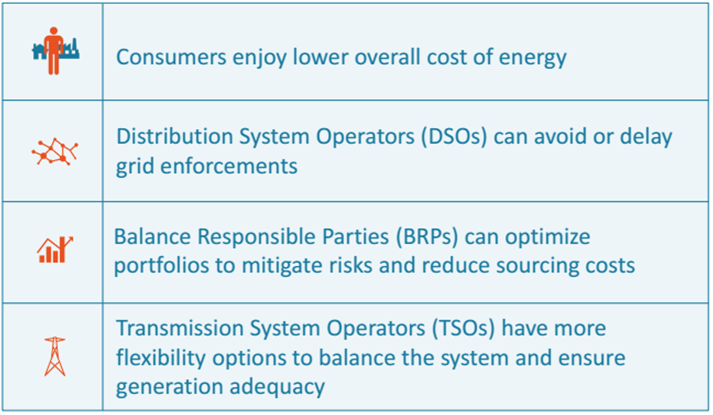 Consumers enjoy lower overall cost of energy
Distribution System Operators (DSOs) can avoid or delay
grid enforcements
Balance Responsible Parties (BRPs) can optimize
portfolios to mitigate risks and reduce sourcing costs
Transmission System Operators (TSOs) have more
flexibility options to balance the system and ensure
generation adequacy